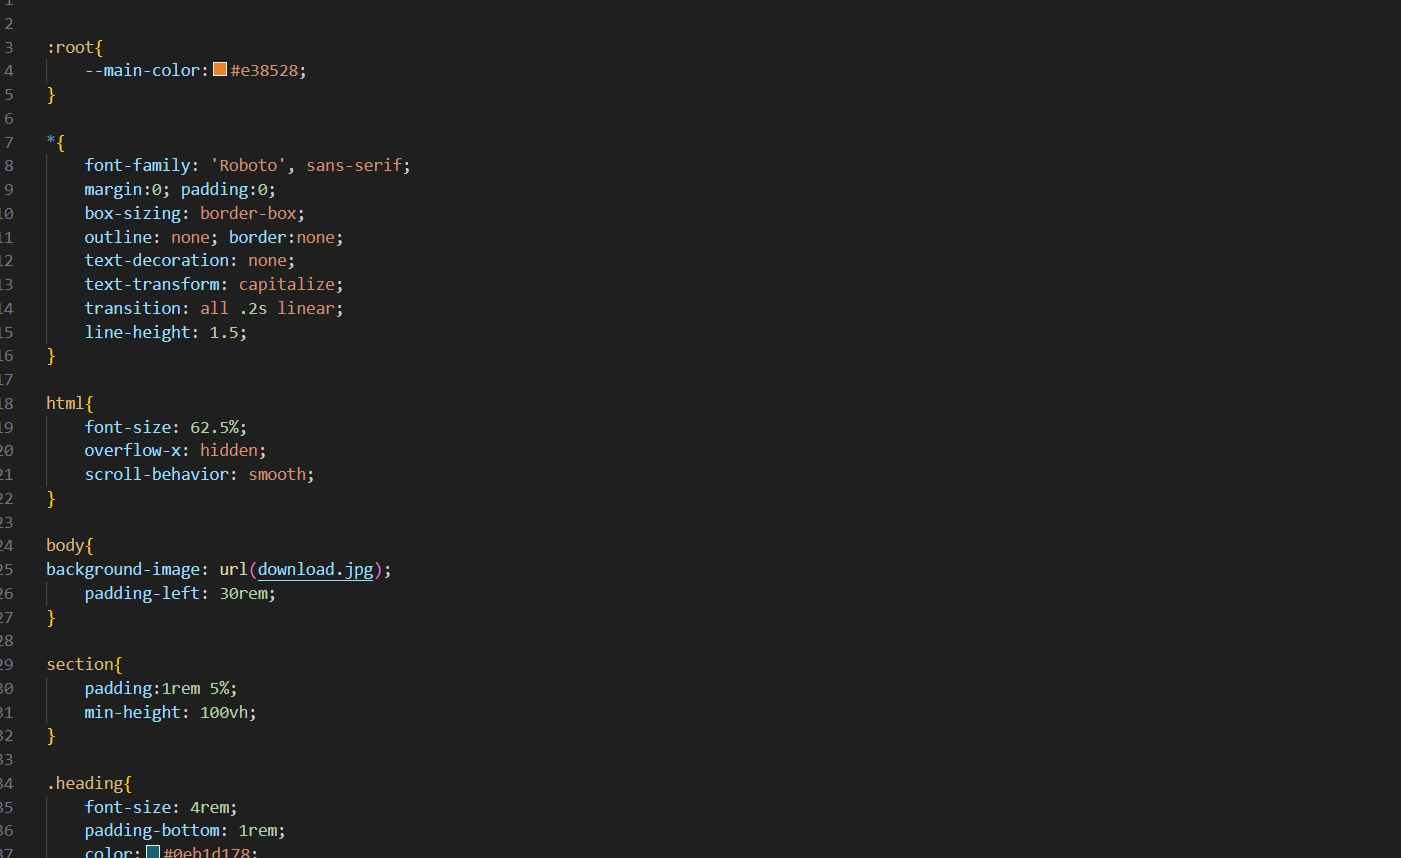 1
2
3 :root{
4 --main-color: #e38528;
5 }
6
7 *{
8 font-family: 'Roboto', sans-serif;
9 margin:0; padding:0;
10 box-sizing: border-box;
11 outline: none; border:none;
12 text-decoration: none;
13 text-transform: capitalize;
14 transition: all .2s linear;
15 line-height: 1.5;
16 }
17
18 html{
19 font-size: 62.5%;
20 overflow-x: hidden;
21 scroll-behavior: smooth;
22 }
23
24 body{
25 background-image: url(download.jpg);
26 padding-left: 30rem;
27 }
28
29 section{
30 padding:1rem 5%;
31 min-height: 100vh;
32 }
33
34 .heading{
35 font-size: 4rem;
36 padding-bottom: 1rem;
37 color: #0eb1d178;